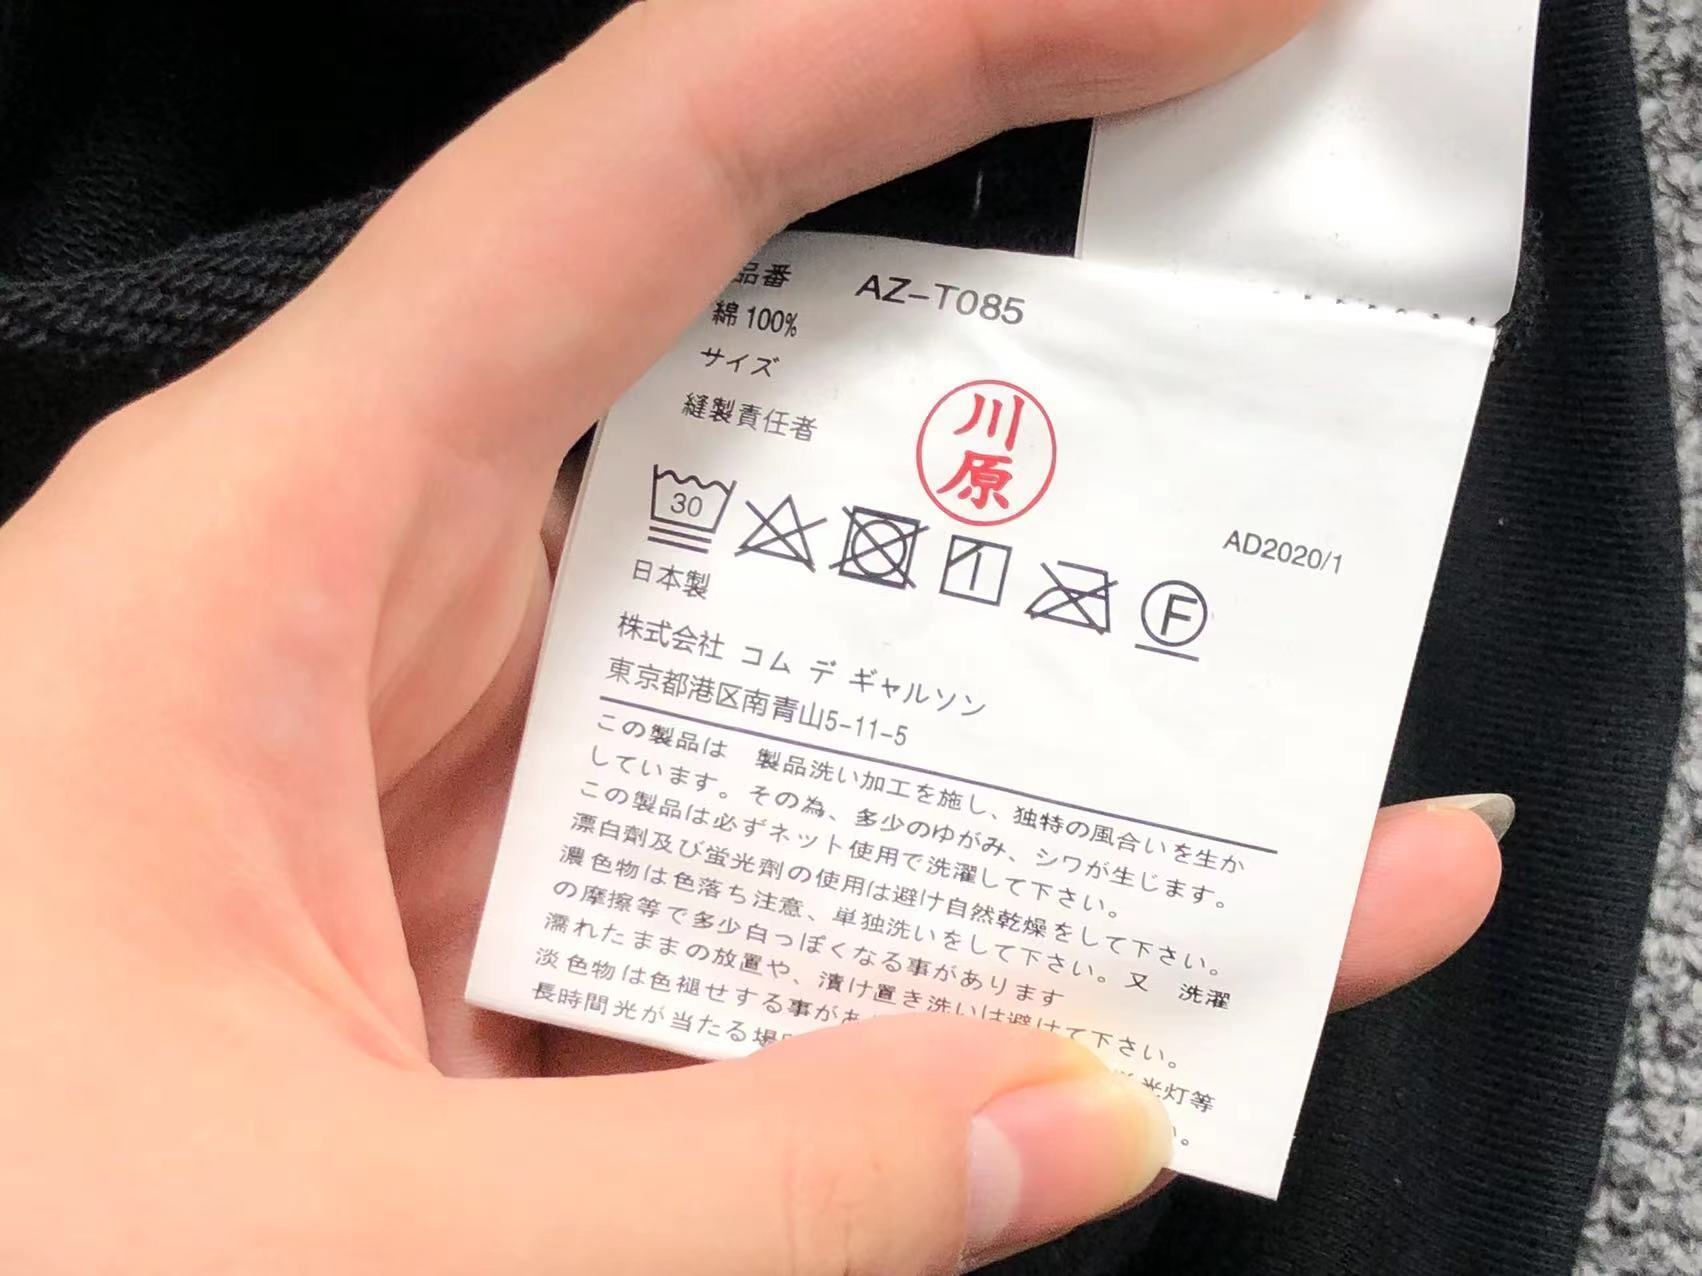 品番 AZ-T085
綿 100%
サイズ
縫製責任者
川
原
30
AD2020/1
F
日本製
株式会社 コム デ ギャルソン
東京都港区南青山5-11-5
この製品は 製品洗い加工を施し、独特の風合いを生か
しています。その為、多少のゆがみ、シワが生じます。
この製品は必ずネット使用で洗濯して下さい。
漂白剤及び蛍光剤の使用は避け自然乾燥をして下さい。
濃色物は色落ち注意、単独洗いをして下さい。又 洗濯
の摩擦等で多少白っぽくなる事があります
濡れたままの放置や、漬け置き洗いは避けて下さい。
淡色物は色褪せする事が 光灯等
長時間光が当たる 。